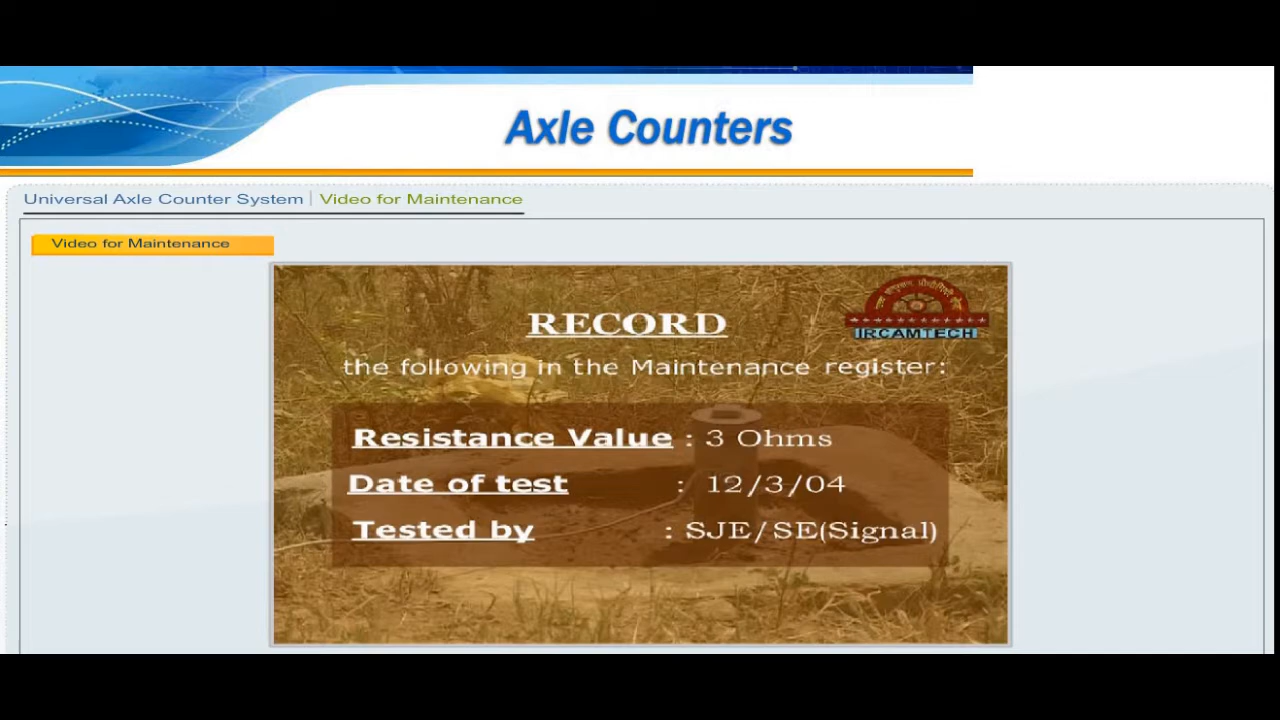 Axle Counters
Universal Axle Counter System | Video for Maintenance
Video for Maintenance
RECORD
IRCAMTECH
the following in the Maintenance register:
Resistance Value : 3 Ohms
Date of test : 12/3/04
Tested by : SJE/SE(Signal)